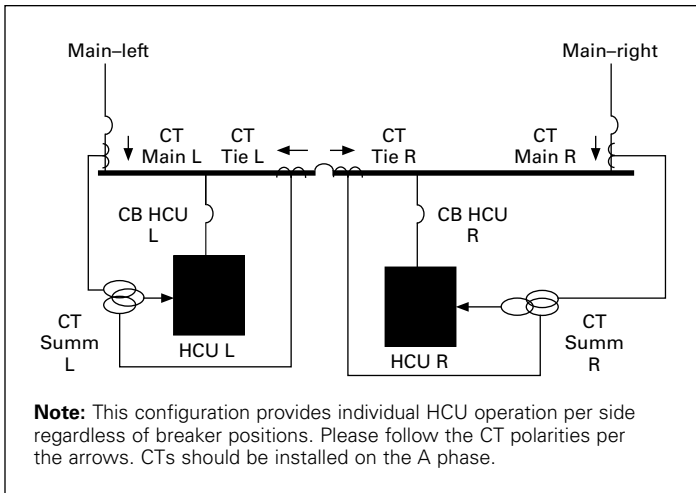 Main–left
Main–right
CT
Main L
CT
Tie L
CT
Tie R
CT
Main R
CB HCU
L
CB HCU
R
CT
Summ
L
HCU L
HCU R
CT
Summ
R
Note: This configuration provides individual HCU operation per side
regardless of breaker positions. Please follow the CT polarities per
the arrows. CTs should be installed on the A phase.